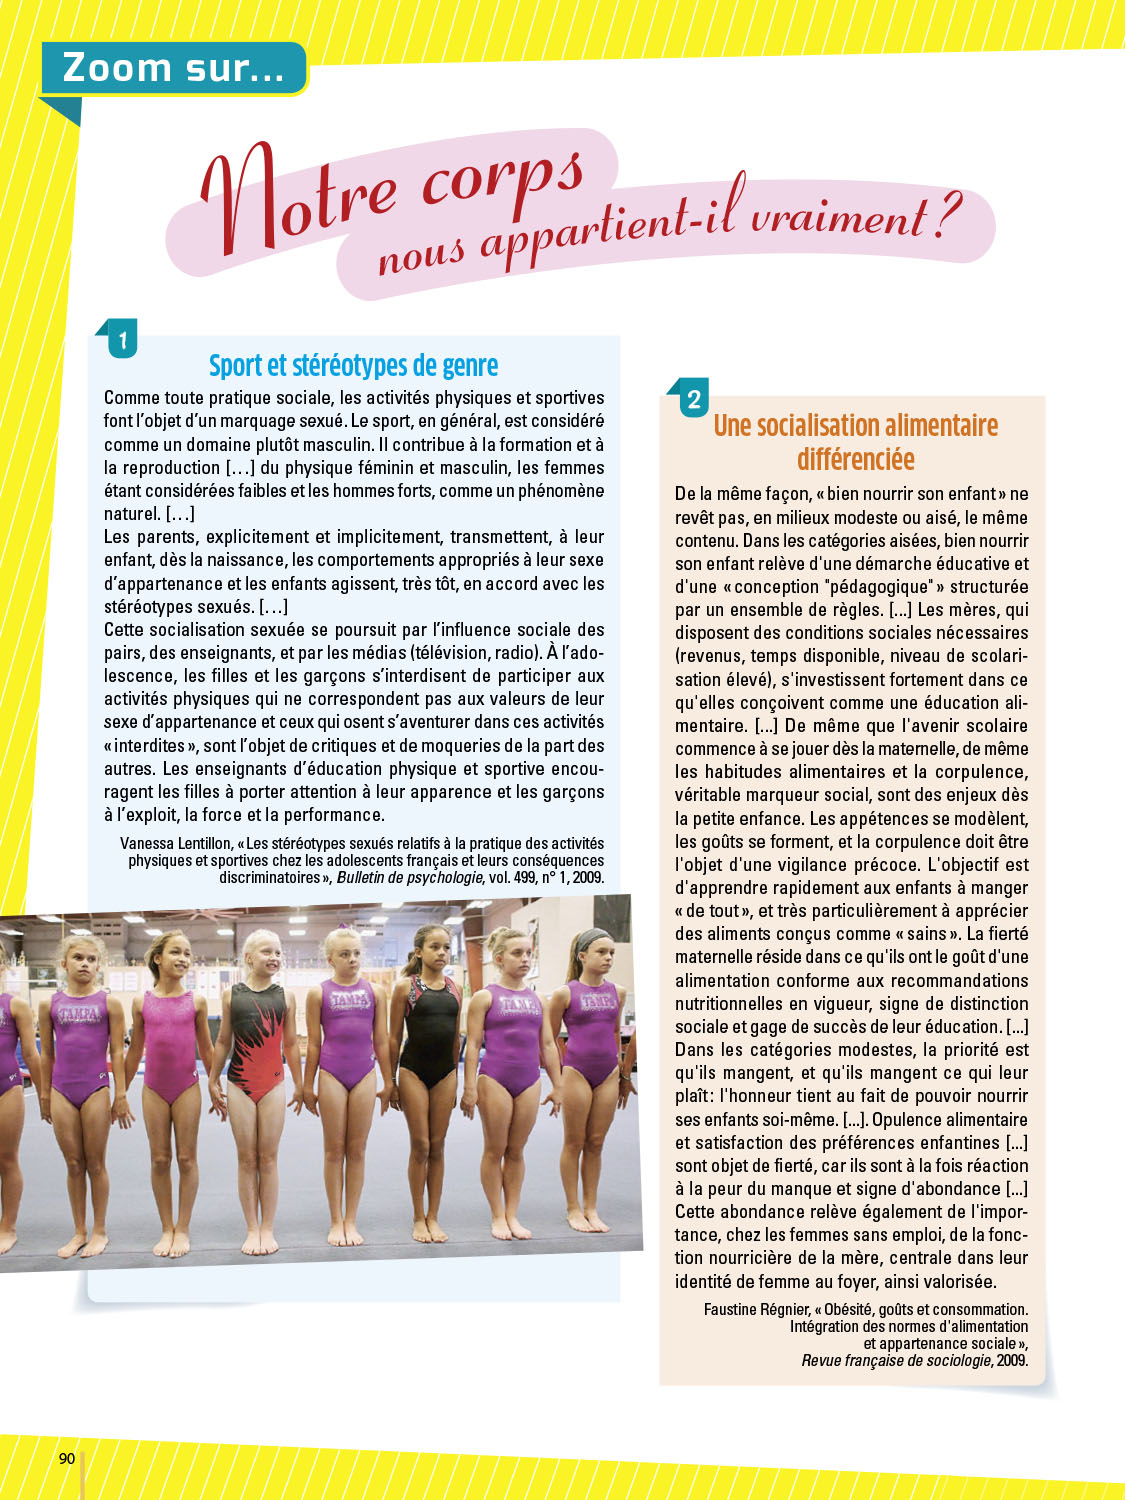 Zoom sur...
Notre corps
nous appartient-il vraiment ?
1
Sport et stéréotypes de genre
Comme toute pratique sociale, les activités physiques et sportives
font l’objet d’un marquage sexué. Le sport, en général, est considéré
comme un domaine plutôt masculin. Il contribue à la formation et à
la reproduction […] du physique féminin et masculin, les femmes
étant considérées faibles et les hommes forts, comme un phénomène
naturel. […]
Les parents, explicitement et implicitement, transmettent, à leur
enfant, dès la naissance, les comportements appropriés à leur sexe
d’appartenance et les enfants agissent, très tôt, en accord avec les
stéréotypes sexués. […]
Cette socialisation sexuée se poursuit par l’influence sociale des
pairs, des enseignants, et par les médias (télévision, radio). À l’ado-
lescence, les filles et les garçons s’interdisent de participer aux
activités physiques qui ne correspondent pas aux valeurs de leur
sexe d’appartenance et ceux qui osent s’aventurer dans ces activités
« interdites », sont l’objet de critiques et de moqueries de la part des
autres. Les enseignants d’éducation physique et sportive encou-
ragent les filles à porter attention à leur apparence et les garçons
à l’exploit, la force et la performance.
Vanessa Lentillon, « Les stéréotypes sexués relatifs à la pratique des activités
physiques et sportives chez les adolescents français et leurs conséquences
discriminatoires », Bulletin de psychologie, vol. 499, n° 1, 2009.
TAMPA
TAMPA
TAMPA
TAMPA
2
Une socialisation alimentaire
différenciée
De la même façon, « bien nourrir son enfant » ne
revêt pas, en milieux modeste ou aisé, le même
contenu. Dans les catégories aisées, bien nourrir
son enfant relève d'une démarche éducative et
d'une « conception "pédagogique" » structurée
par un ensemble de règles. [...] Les mères, qui
disposent des conditions sociales nécessaires
(revenus, temps disponible, niveau de scolari-
sation élevé), s'investissent fortement dans ce
qu'elles conçoivent comme une éducation ali-
mentaire. [...] De même que l'avenir scolaire
commence à se jouer dès la maternelle, de même
les habitudes alimentaires et la corpulence,
véritable marqueur social, sont des enjeux dès
la petite enfance. Les appétences se modèlent,
les goûts se forment, et la corpulence doit être
l'objet d'une vigilance précoce. L'objectif est
d'apprendre rapidement aux enfants à manger
« de tout », et très particulièrement à apprécier
des aliments conçus comme « sains ». La fierté
maternelle réside dans ce qu'ils ont le goût d'une
alimentation conforme aux recommandations
nutritionnelles en vigueur, signe de distinction
sociale et gage de succès de leur éducation. [...]
Dans les catégories modestes, la priorité est
qu'ils mangent, et qu'ils mangent ce qui leur
plaît : l'honneur tient au fait de pouvoir nourrir
ses enfants soi-même. [...]. Opulence alimentaire
et satisfaction des préférences enfantines [...]
sont objet de fierté, car ils sont à la fois réaction
à la peur du manque et signe d'abondance [...]
Cette abondance relève également de l'impor-
tance, chez les femmes sans emploi, de la fonc-
tion nourricière de la mère, centrale dans leur
identité de femme au foyer, ainsi valorisée.
Faustine Régnier, « Obésité, goûts et consommation.
Intégration des normes d'alimentation
et appartenance sociale »,
Revue française de sociologie, 2009.
90